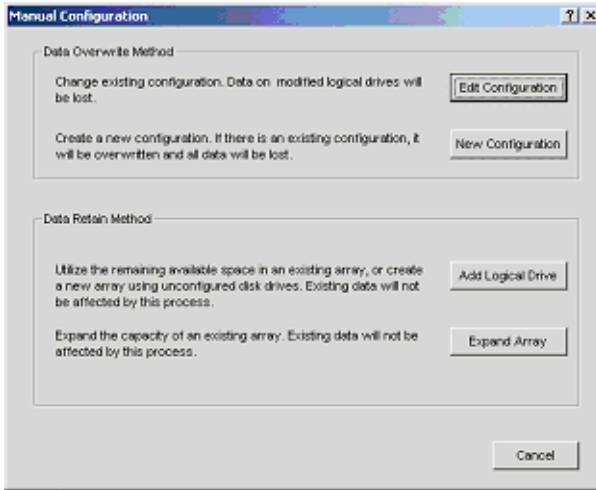 Manual Configuration
Data Overwrite Method
Change existing configuration. Data on modified logical drives will
be lost.
Edit Configuration
Create a new configuration. If there is an existing configuration, it
will be overwritten and all data will be lost.
New Configuration
Data Retain Method
Utilize the remaining available space in an existing array, or create
a new array using unconfigured disk drives. Existing data will not
be affected by this process.
Add Logical Drive
Expand the capacity of an existing array. Existing data will not be
affected by this process.
Expand Array
Cancel